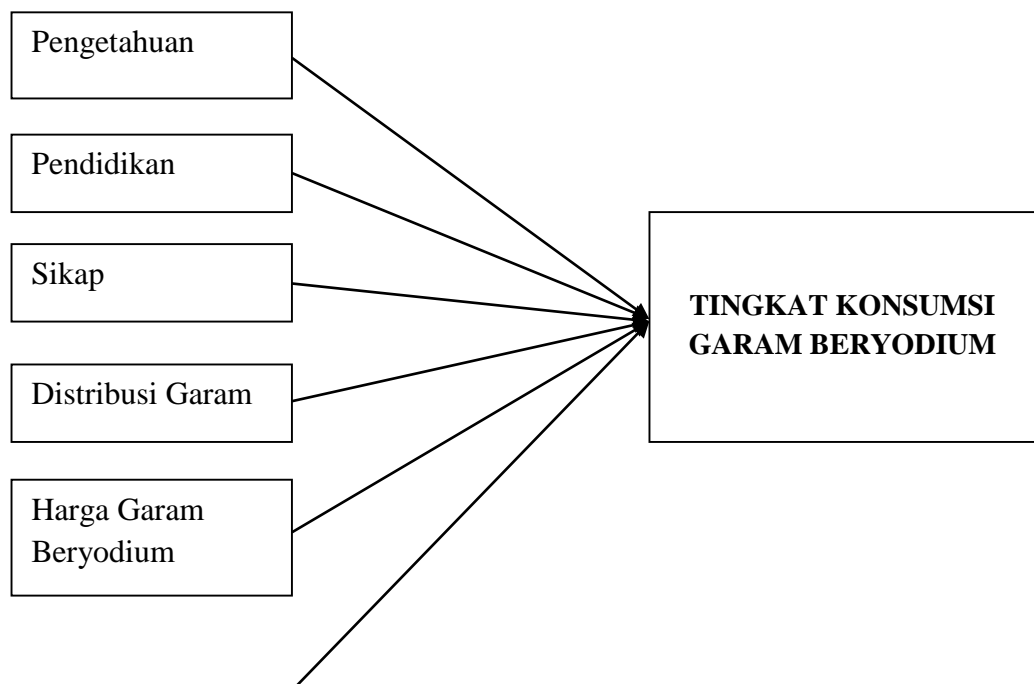 Pengetahuan
Pendidikan
Sikap
Distribusi Garam
Harga Garam
Beryodium
TINGKAT KONSUMSI
GARAM BERYODIUM